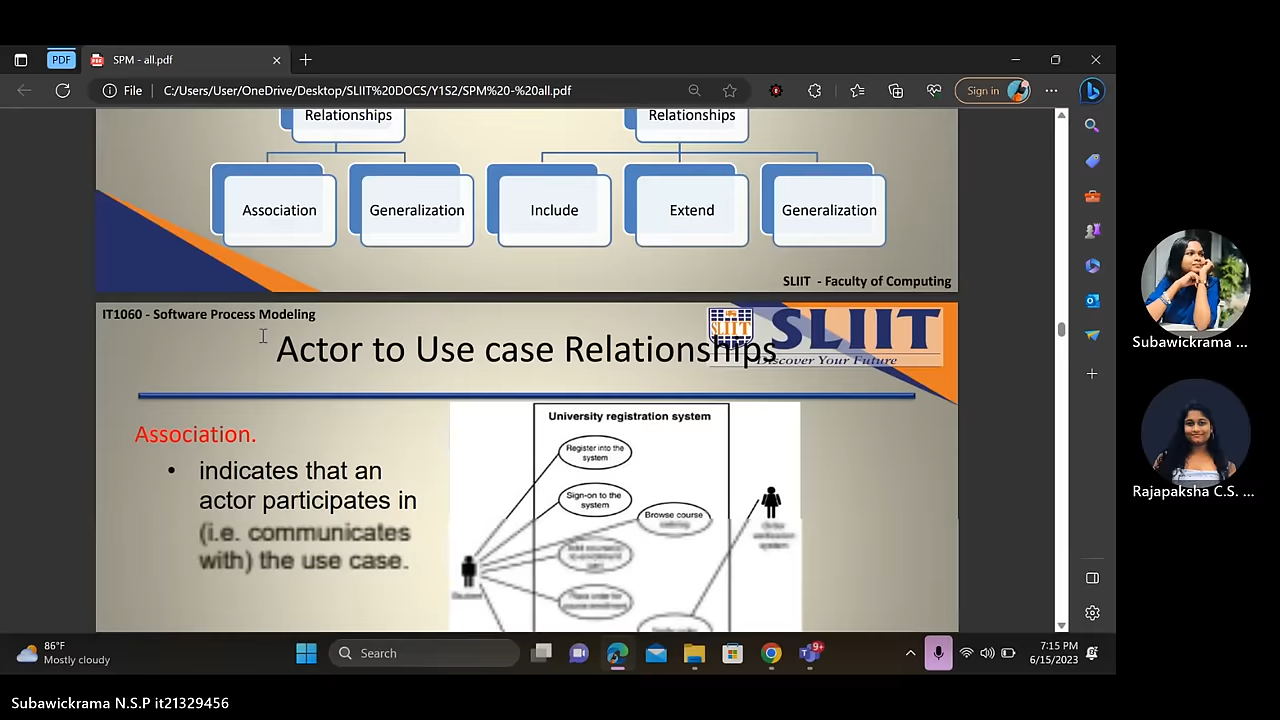 PDF
SPM - all.pdf
File
C:/Users/User/OneDrive/Desktop/SLIIT%20DOCS/Y1S2/SPM%20-%20all.pdf
Sign in
Relationships
Relationships
Association
Generalization
Include
Extend
Generalization
SLIIT - Faculty of Computing
IT1060 - Software Process Modeling
SLIIT
Discover Your Future
Actor to Use case Relationships
Association.
• indicates that an
actor participates in
(i.e. communicates
with) the use case.
University registration system
Register into the
system
Sign-on to the
system
Browse course
Student
Subawickrama ...
Rajapaksha C.S. ...
86°F
Mostly cloudy
Search
9+
7:15 PM
6/15/2023
Subawickrama N.S.P it21329456